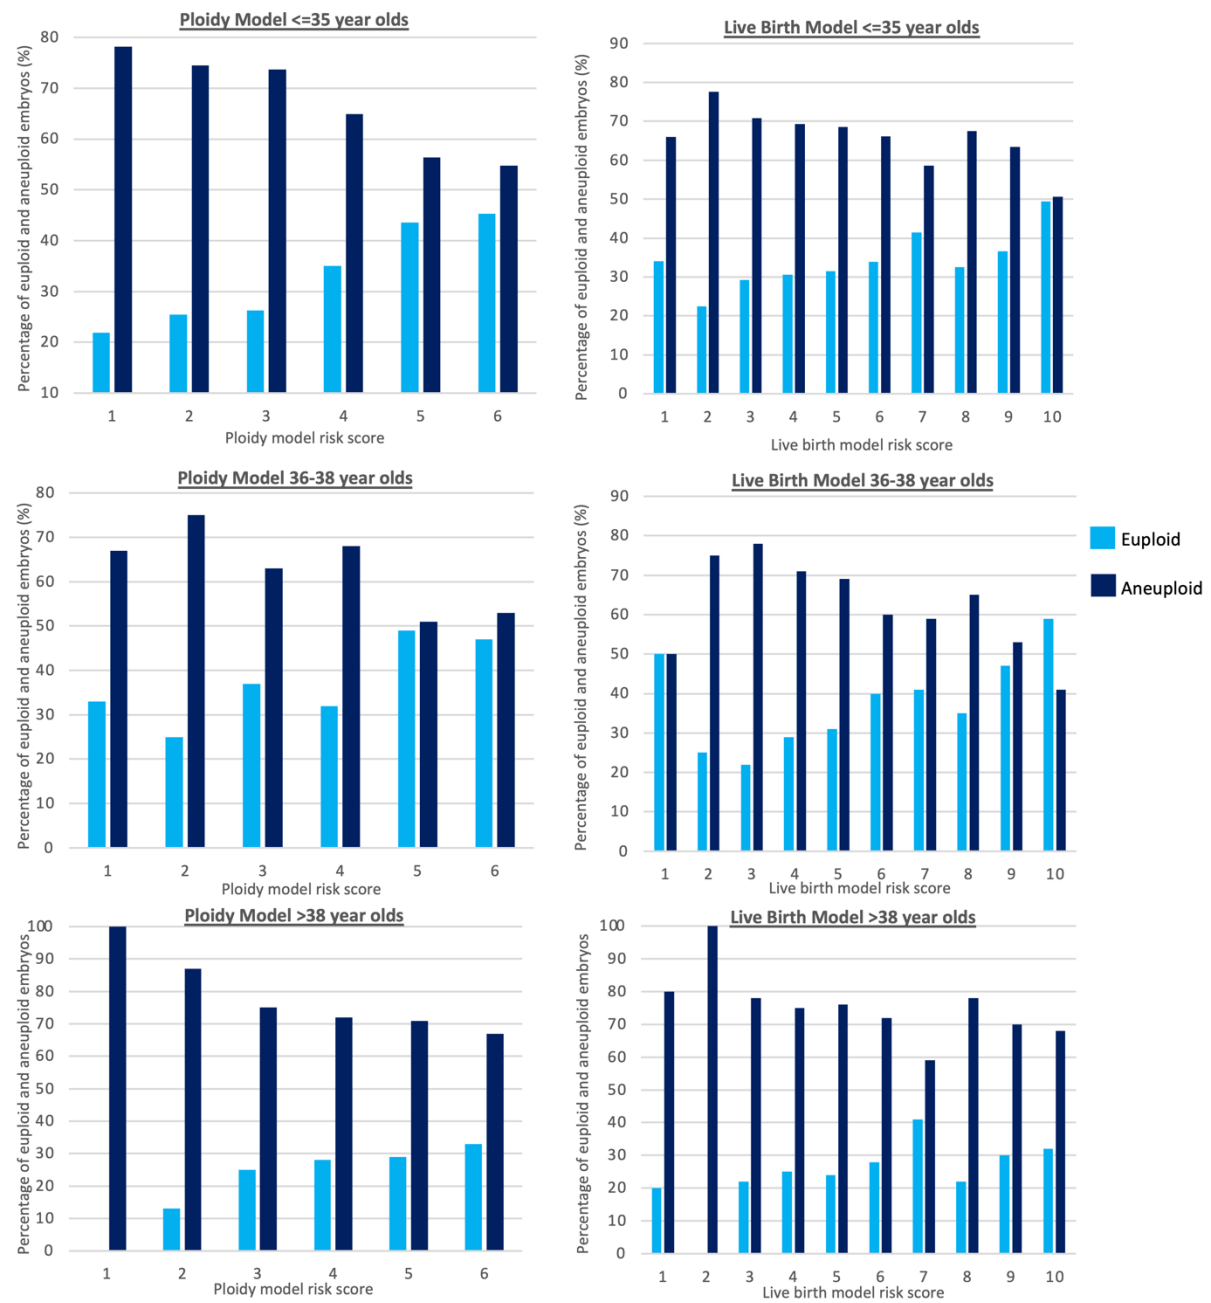 Ploidy Model <=35 year olds
Percentage of euploid and aneuploid embryos (%)
80
70
60
50
40
30
20
10
1 2 3 4 5 6
Ploidy model risk score
Live Birth Model <=35 year olds
Percentage of euploid and aneuploid embryos (%)
90
80
70
60
50
40
30
20
10
0
1 2 3 4 5 6 7 8 9 10
Live birth model risk score
Ploidy Model 36-38 year olds
Percentage of euploid and aneuploid embryos (%)
80
70
60
50
40
30
20
10
0
1 2 3 4 5 6
Ploidy model risk score
Live Birth Model 36-38 year olds
Percentage of euploid and aneuploid embryos (%)
90
80
70
60
50
40
30
20
10
0
1 2 3 4 5 6 7 8 9 10
Live birth model risk score
Euploid
Aneuploid
Ploidy Model >38 year olds
Percentage of euploid and aneuploid embryos
100
90
80
70
60
50
40
30
20
10
0
1 2 3 4 5 6
Ploidy model risk score
Live Birth Model >38 year olds
Percentage of euploid and aneuploid embryos
100
90
80
70
60
50
40
30
20
10
0
1 2 3 4 5 6 7 8 9 10
Live birth model risk score